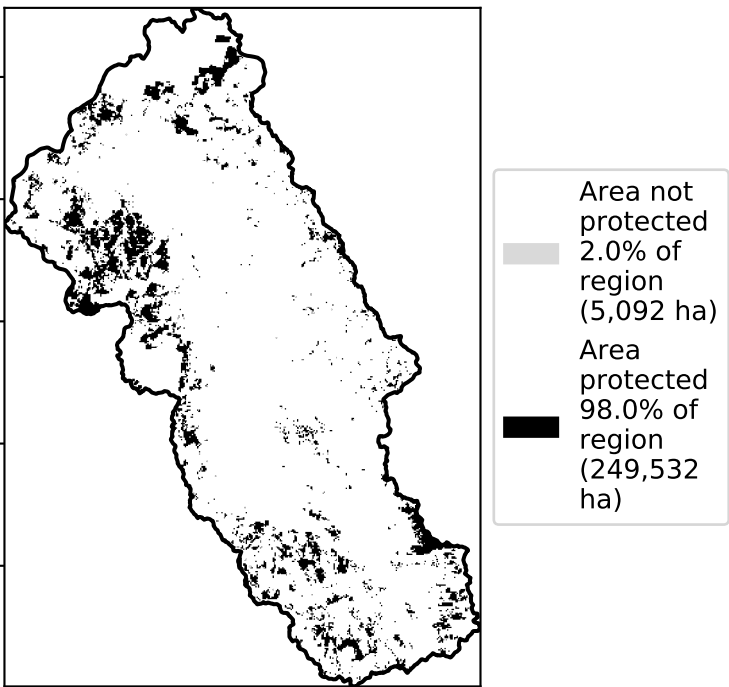 Area not
protected
2.0% of
region
(5,092 ha)
Area
protected
98.0% of
region
(249,532
ha)